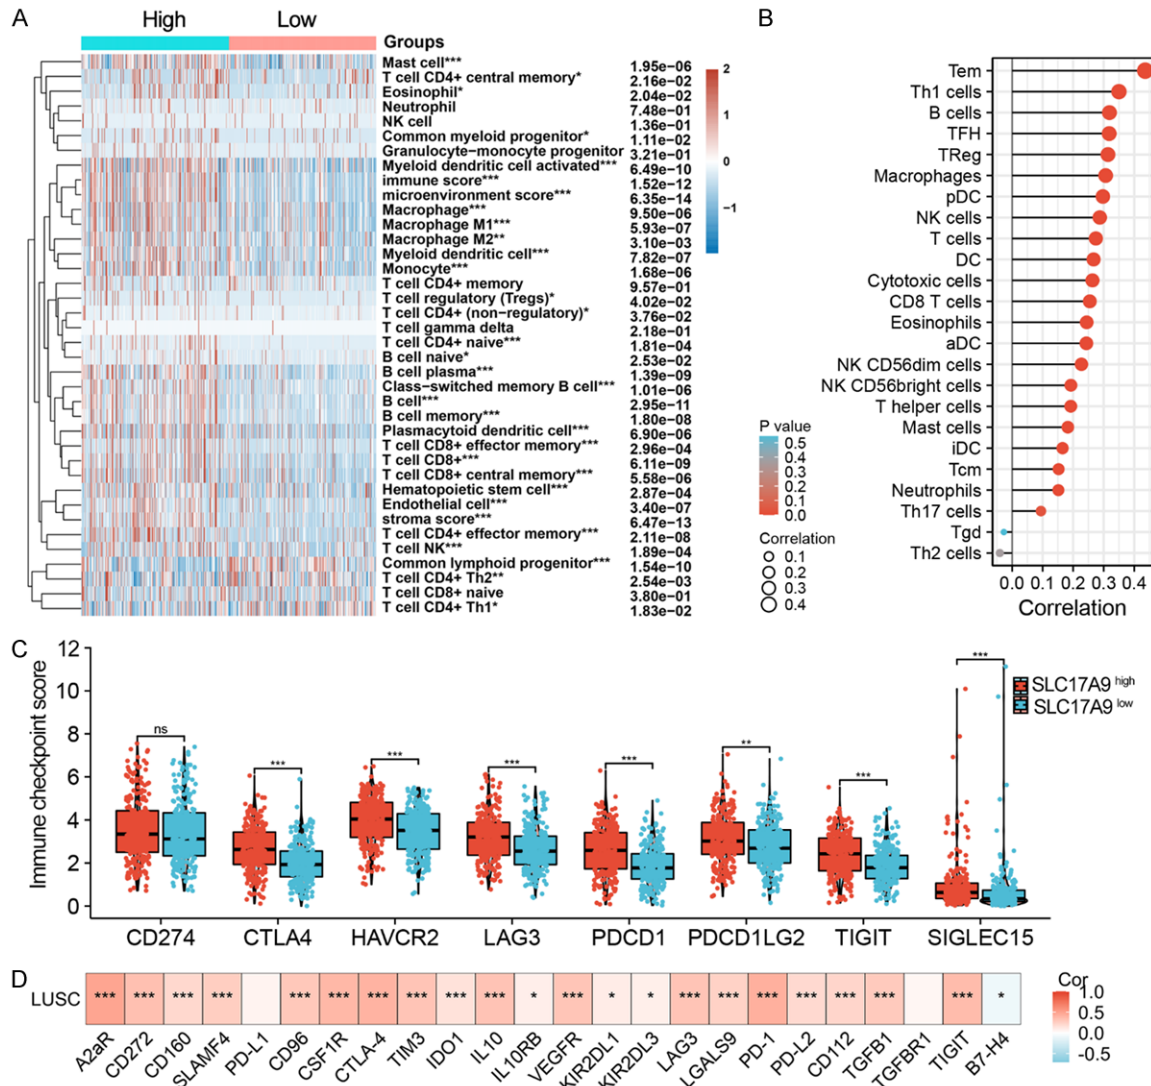 A
High Low
Groups
Mast cell*** 1.95e-06
T cell CD4+ central memory* 2.16e-02
Eosinophil* 2.04e-02
Neutrophil 7.48e-01
NK cell 1.36e-01
Common myeloid progenitor* 1.11e-02
Granulocyte-monocyte progenitor 3.21e-01
Myeloid dendritic cell activated*** 6.49e-10
immune score*** 1.52e-12
microenvironment score*** 6.35e-14
Macrophage*** 9.50e-06
Macrophage M1*** 5.93e-07
Macrophage M2** 3.10e-03
Myeloid dendritic cell*** 7.82e-07
Monocyte*** 1.68e-06
T cell CD4+ memory 9.57e-01
T cell regulatory (Tregs)* 4.02e-02
T cell CD4+ (non-regulatory)* 3.76e-02
T cell gamma delta 2.18e-01
T cell CD4+ naive*** 1.81e-04
B cell naive* 2.53e-02
B cell plasma*** 1.39e-09
Class-switched memory B cell*** 1.01e-06
B cell*** 2.95e-11
B cell memory*** 1.80e-08
Plasmacytoid dendritic cell*** 6.90e-06
T cell CD8+ effector memory*** 2.96e-04
T cell CD8+*** 6.11e-09
T cell CD8+ central memory*** 5.58e-06
Hematopoietic stem cell*** 2.87e-04
Endothelial cell*** 3.40e-07
stroma score*** 6.47e-13
T cell CD4+ effector memory*** 2.11e-08
T cell NK*** 1.89e-04
Common lymphoid progenitor*** 1.54e-10
T cell CD4+ Th2** 2.54e-03
T cell CD8+ naive 3.80e-01
T cell CD4+ Th1* 1.83e-02
2
1
0
−1
B
Tem
Th1 cells
B cells
TFH
TReg
Macrophages
pDC
NK cells
T cells
DC
Cytotoxic cells
CD8 T cells
Eosinophils
aDC
NK CD56dim cells
NK CD56bright cells
T helper cells
Mast cells
iDC
Tcm
Neutrophils
Th17 cells
Tgd
Th2 cells
0.0 0.1 0.2 0.3 0.4
Correlation
P value
0.5
0.4
0.3
0.2
0.1
0.0
Correlation
0.1
0.2
0.3
0.4
C
Immune checkpoint score
12
10
8
6
4
2
0
ns *** *** *** *** ** *** ***
SLC17A9 high
SLC17A9 low
CD274 CTLA4 HAVCR2 LAG3 PDCD1 PDCD1LG2 TIGIT SIGLEC15
D
LUSC *** *** *** *** *** *** *** *** *** *** * *** * * *** *** *** *** *** *** *** *
A2aR CD272 CD160 SLAMF4 PD-L1 CD96 CSF1R CTLA-4 TIM3 IDO1 IL10 IL10RB VEGFR KIR2DL1 KIR2DL3 LAG3 LGALS9 PD-1 PD-L2 CD112 TGFB1 TGFBR1 TIGIT B7-H4
Cor
1.0
0.5
0.0
-0.5